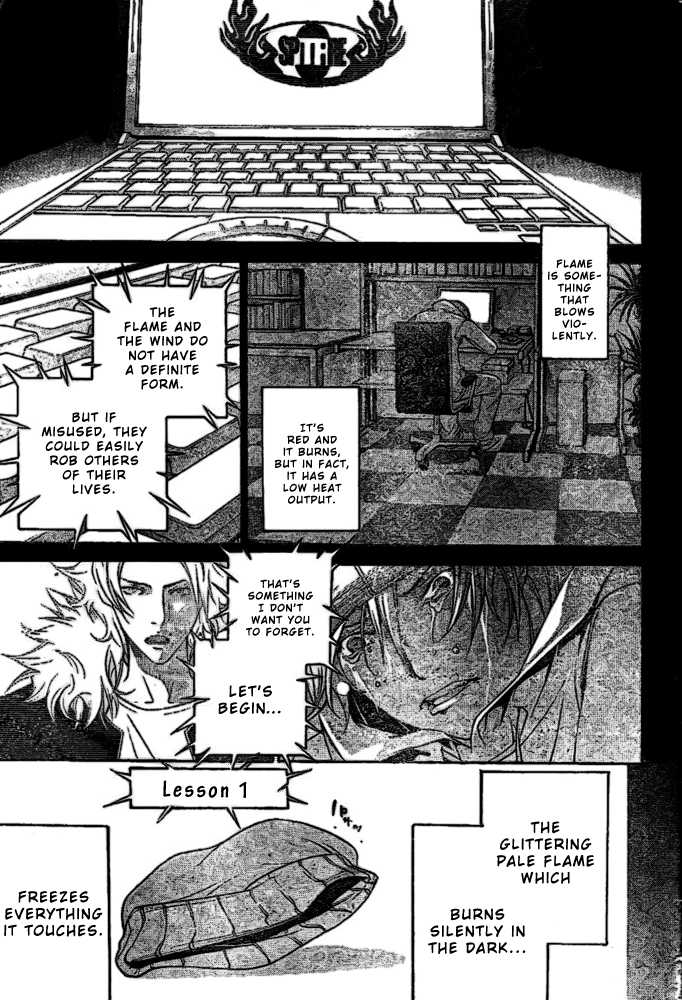 SPITFIRE
FLAME
IS SOME-
THING
THAT
BLOWS
VIO-
LENTLY.
IT'S
RED AND
IT BURNS,
BUT IN FACT,
IT HAS A
LOW HEAT
OUTPUT.
THE
FLAME AND
THE WIND DO
NOT HAVE
A DEFINITE
FORM.
BUT IF
MISUSED, THEY
COULD EASILY
ROB OTHERS
OF THEIR
LIVES.
THAT'S
SOMETHING
I DON'T
WANT YOU
TO FORGET.
LET'S
BEGIN...
Lesson 1
THE
GLITTERING
PALE FLAME
WHICH
BURNS
SILENTLY IN
THE DARK...
FREEZES
EVERYTHING
IT TOUCHES.